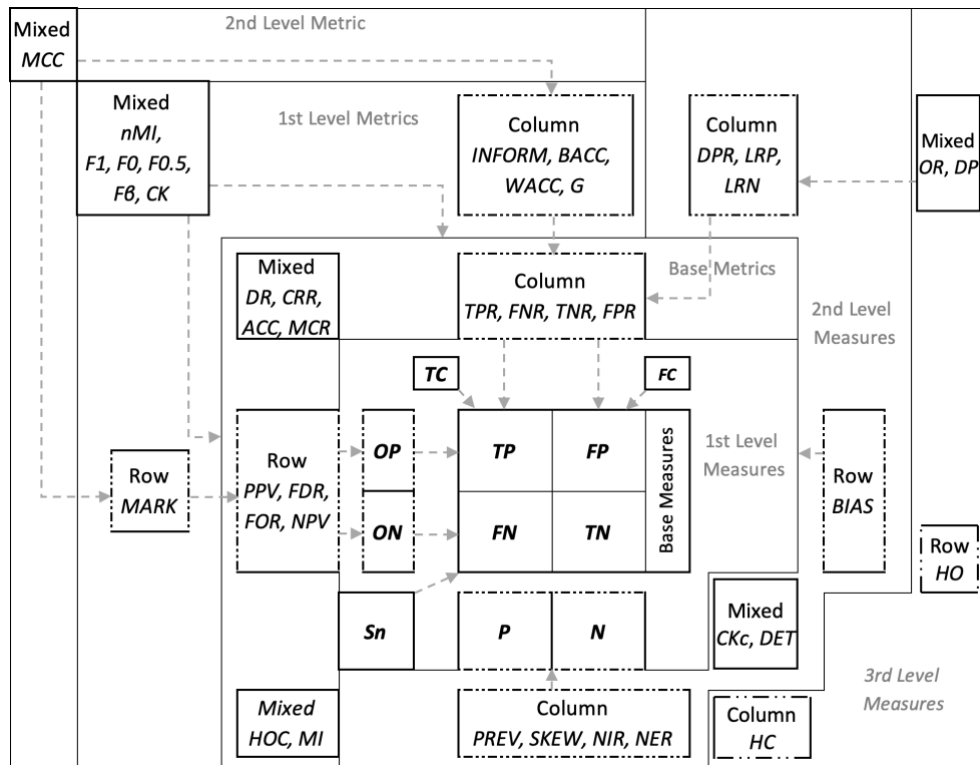 Mixed
MCC
2nd Level Metric
Mixed
nMI,
F1, F0, F0.5,
Fβ, CK
1st Level Metrics
Column
INFORM, BACC,
WACC, G
Column
DPR, LRP,
LRN
Mixed
OR, DP
Mixed
DR, CRR,
ACC, MCR
Column
TPR, FNR, TNR, FPR
Base Metrics
2nd Level
Measures
TC
FC
Row
MARK
Row
PPV, FDR,
FOR, NPV
OP
ON
TP
FP
FN
TN
Base Measures
1st Level
Measures
Row
BIAS
Row
HO
Sn
P
N
Mixed
CKc, DET
3rd Level
Measures
Mixed
HOC, MI
Column
PREV, SKEW, NIR, NER
Column
HC